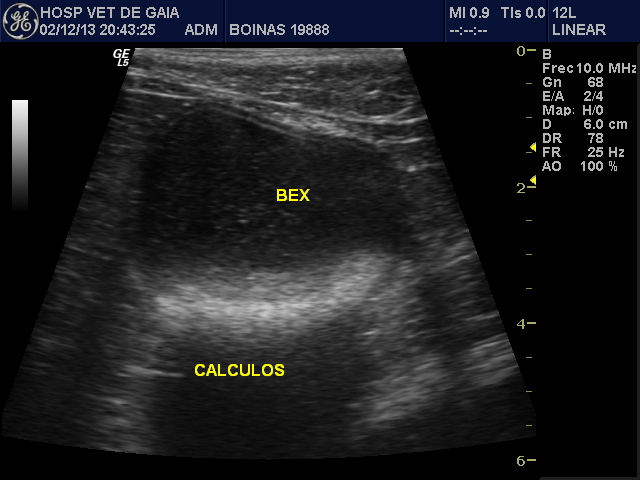 GE HOSP VET DE GAIA
02/12/13 20:43:25 ADM BOINAS 19888
MI 0.9 TIs 0.0 12L
--:--:-- LINEAR
GE
L5
0
B
Frec 10.0 MHz
Gn 68
E/A 2/4
Map: H/0
D 6.0 cm
DR 78
FR 25 Hz
AO 100 %
2
BEX
4
CALCULOS
6